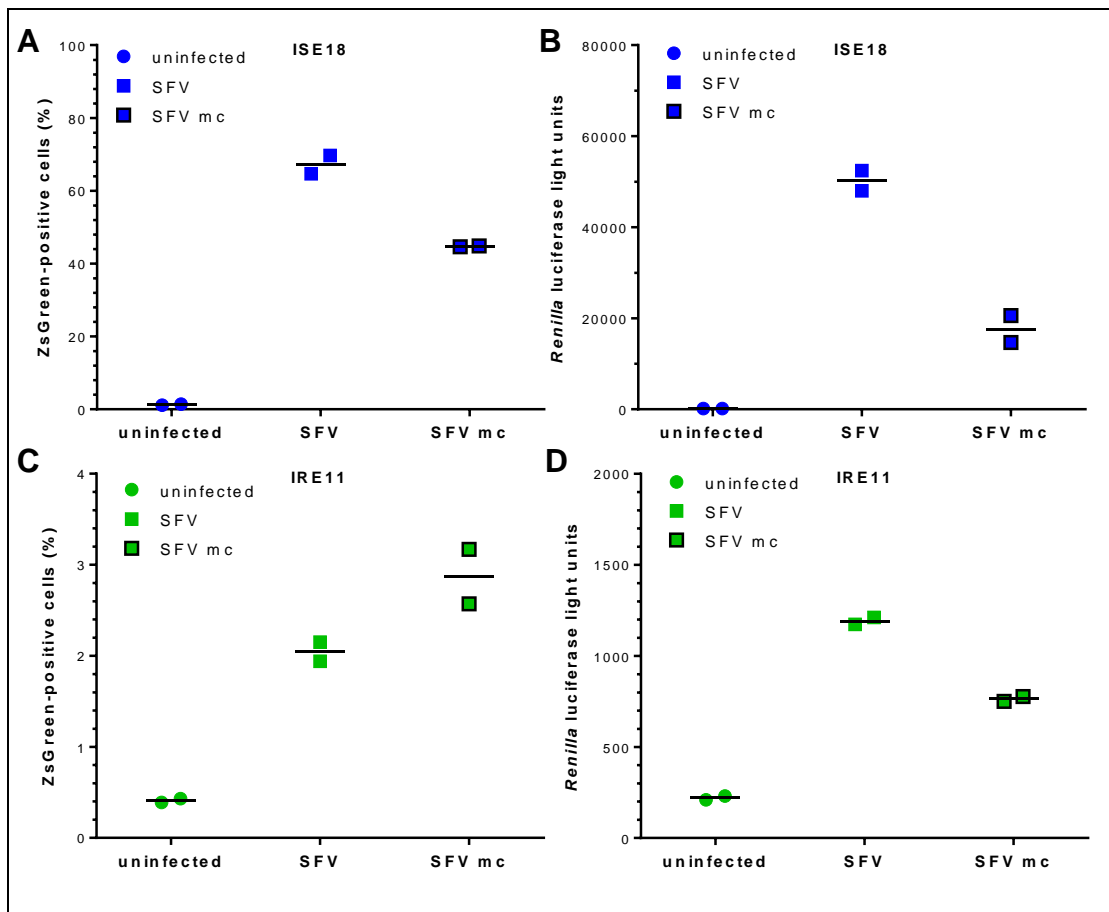 A
ISE18
uninfected
SFV
SFV mc
ZsGreen-positive cells (%)
100
80
60
40
20
0
uninfected SFV SFV mc
B
ISE18
uninfected
SFV
SFV mc
Renilla luciferase light units
80000
60000
40000
20000
0
uninfected SFV SFV mc
C
IRE11
uninfected
SFV
SFV mc
ZsGreen-positive cells (%)
4
3
2
1
0
uninfected SFV SFV mc
D
IRE11
uninfected
SFV
SFV mc
Renilla luciferase light units
2000
1500
1000
500
0
uninfected SFV SFV mc